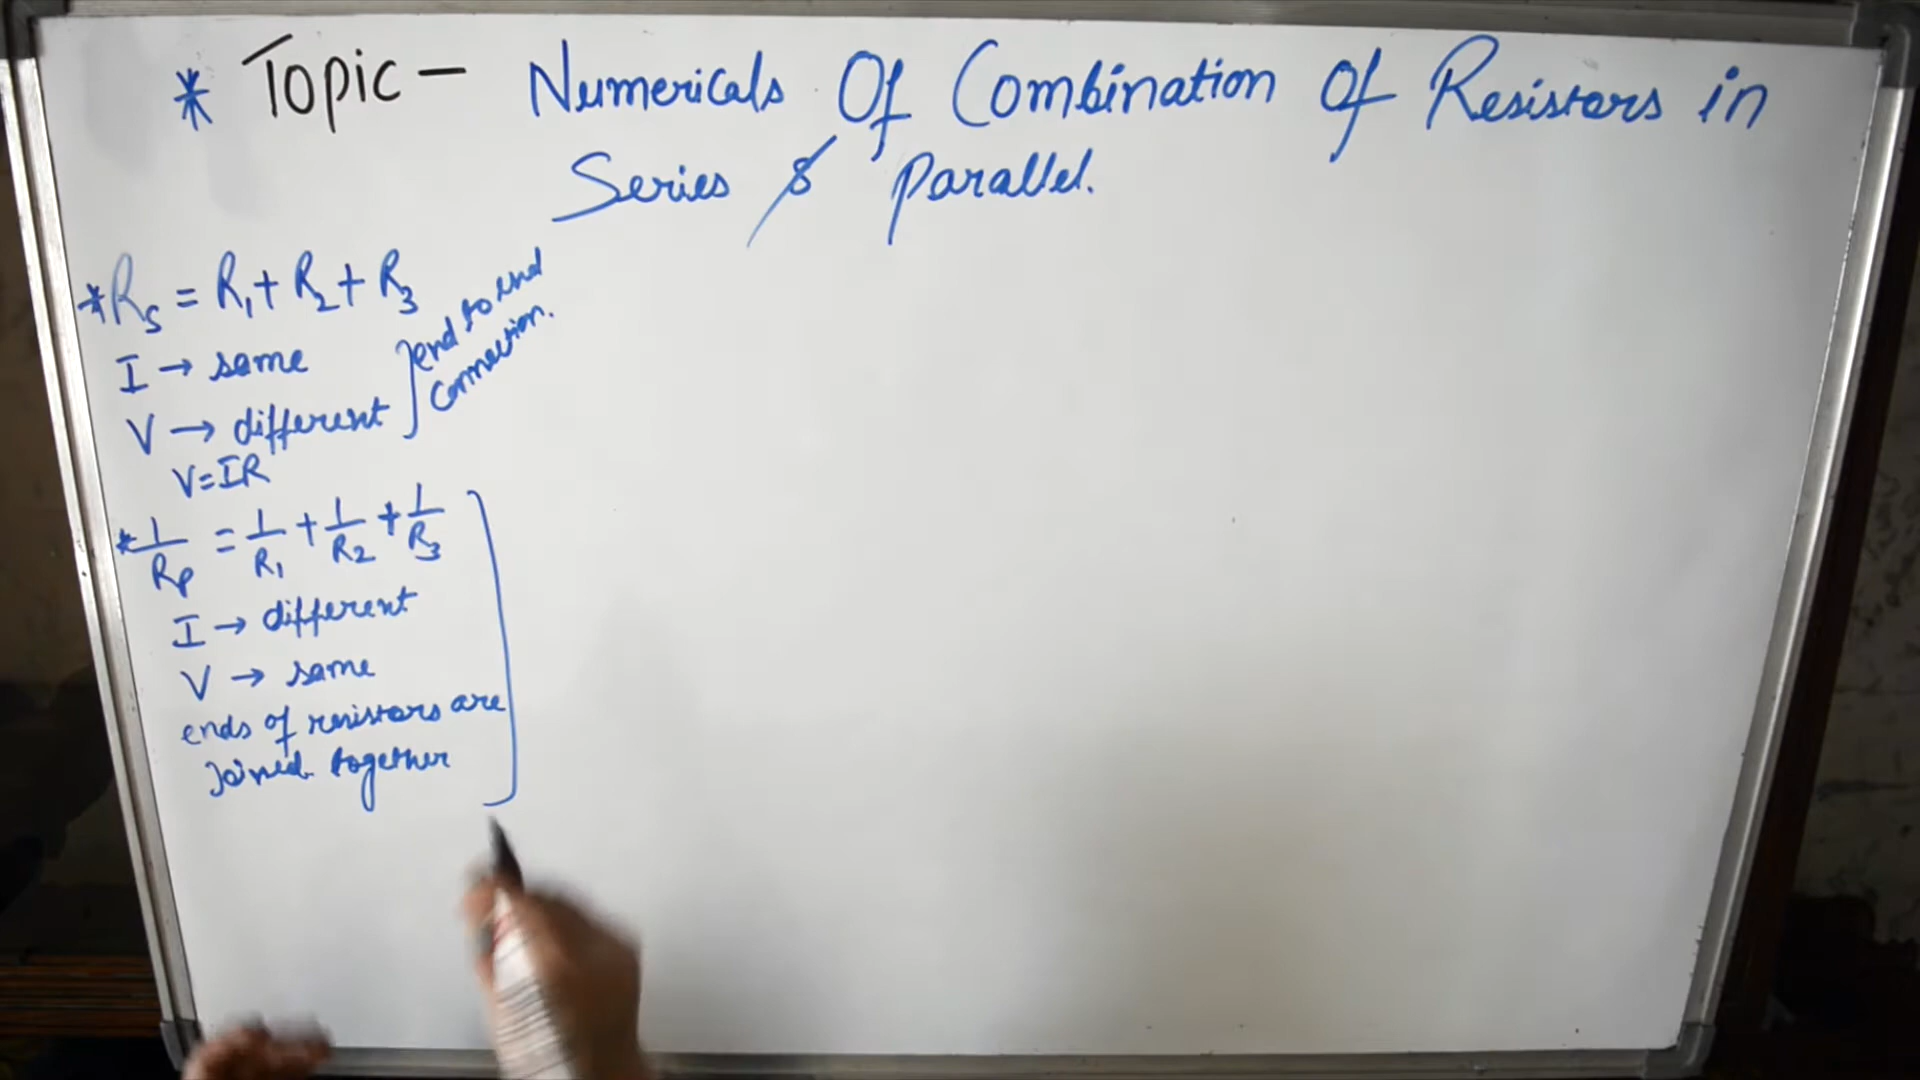 * Topic - Numericals Of Combination Of Resistors in
Series & parallel.
* Rs = R1 + R2 + R3
I → same
V → different
end to end
connection.
V = IR
* 1/Rp = 1/R1 + 1/R2 + 1/R3
I → different
V → same
ends of resistors are
joined together